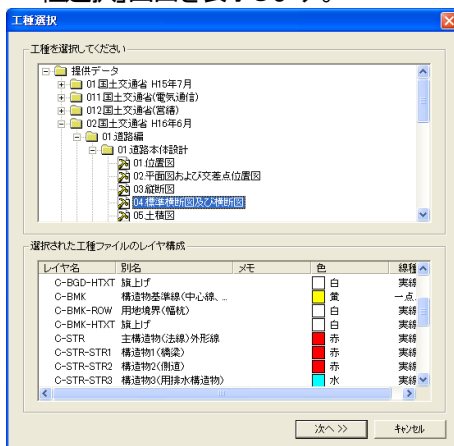 工種選択
工種を選択してください
提供データ
01国土交通省 H15年7月
011国土交通省(電気通信)
012国土交通省(営繕)
02国土交通省 H16年6月
01道路編
01道路本体設計
01位置図
02平面図および交差点位置図
03縦断図
04標準横断図及び横断図
05土積図
選択された工種ファイルのレイヤ構成
レイヤ名 別名 メモ 色 線種
C-BGD-HTXT 旗上げ 白 実線
C-BMK 構造物基準線(中心線、... 黄 一点
C-BMK-ROW 用地境界(幅杭) 白 実線
C-BMK-HTXT 旗上げ 白 実線
C-STR 主構造物(法線)外形線 赤 実線
C-STR-STR1 構造物1(橋梁) 赤 実線
C-STR-STR2 構造物2(側道) 赤 実線
C-STR-STR3 構造物3(用排水構造物) 水 実線
次へ >> キャンセル